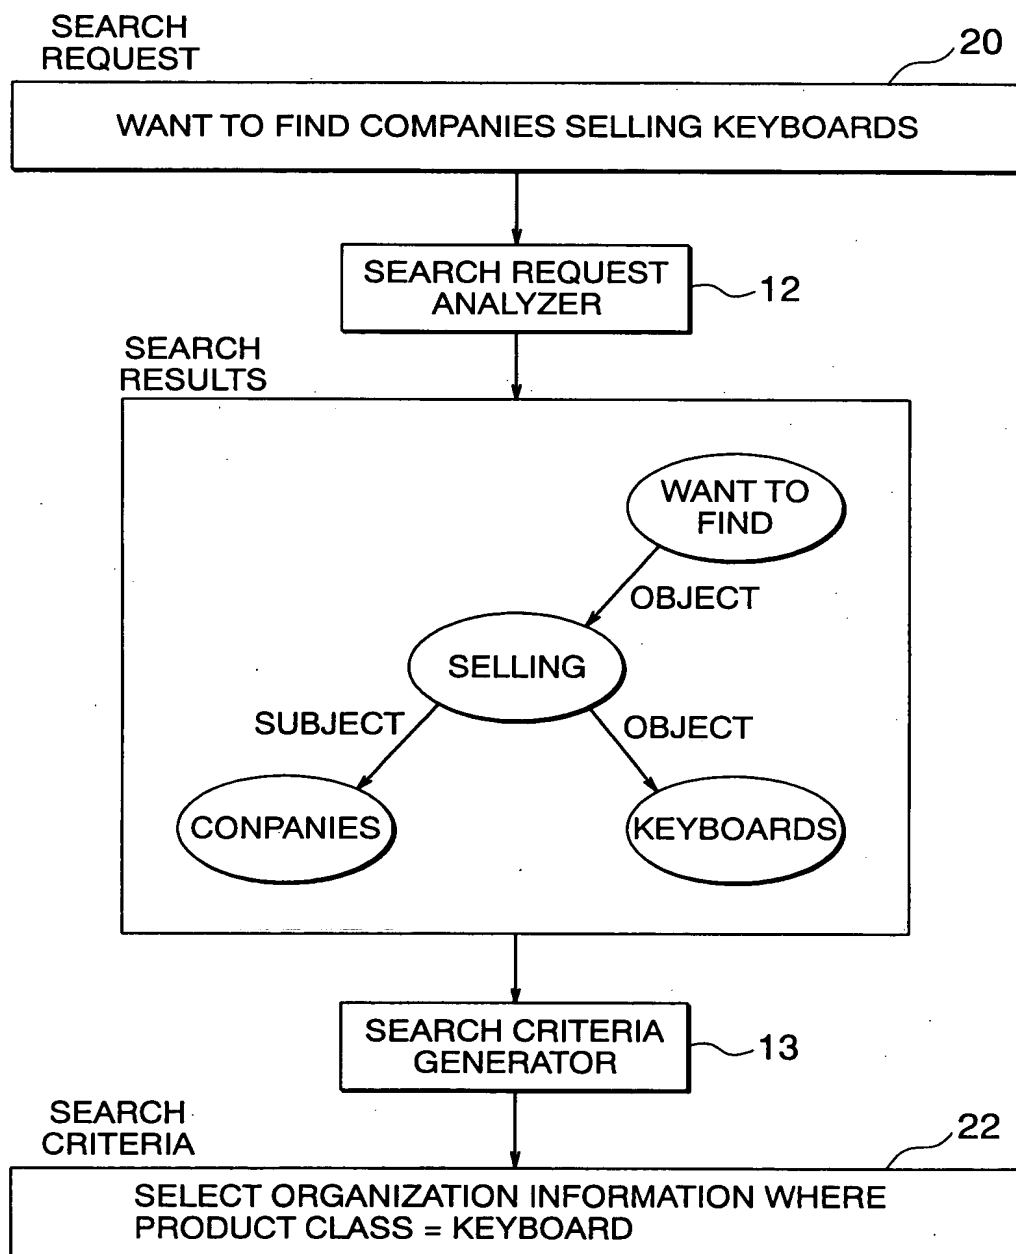 SEARCH
REQUEST
20
WANT TO FIND COMPANIES SELLING KEYBOARDS
SEARCH REQUEST
ANALYZER
12
SEARCH
RESULTS
WANT TO
FIND
OBJECT
SELLING
SUBJECT
OBJECT
CONPANIES
KEYBOARDS
SEARCH CRITERIA
GENERATOR
13
SEARCH
CRITERIA
22
SELECT ORGANIZATION INFORMATION WHERE
PRODUCT CLASS = KEYBOARD